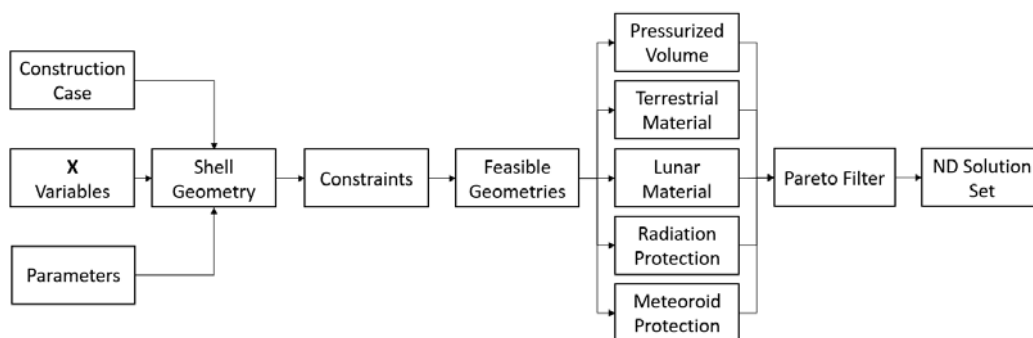 Construction
Case
X
Variables
Parameters
Shell
Geometry
Constraints
Feasible
Geometries
Pressurized
Volume
Terrestrial
Material
Lunar
Material
Radiation
Protection
Meteoroid
Protection
Pareto Filter
ND Solution
Set